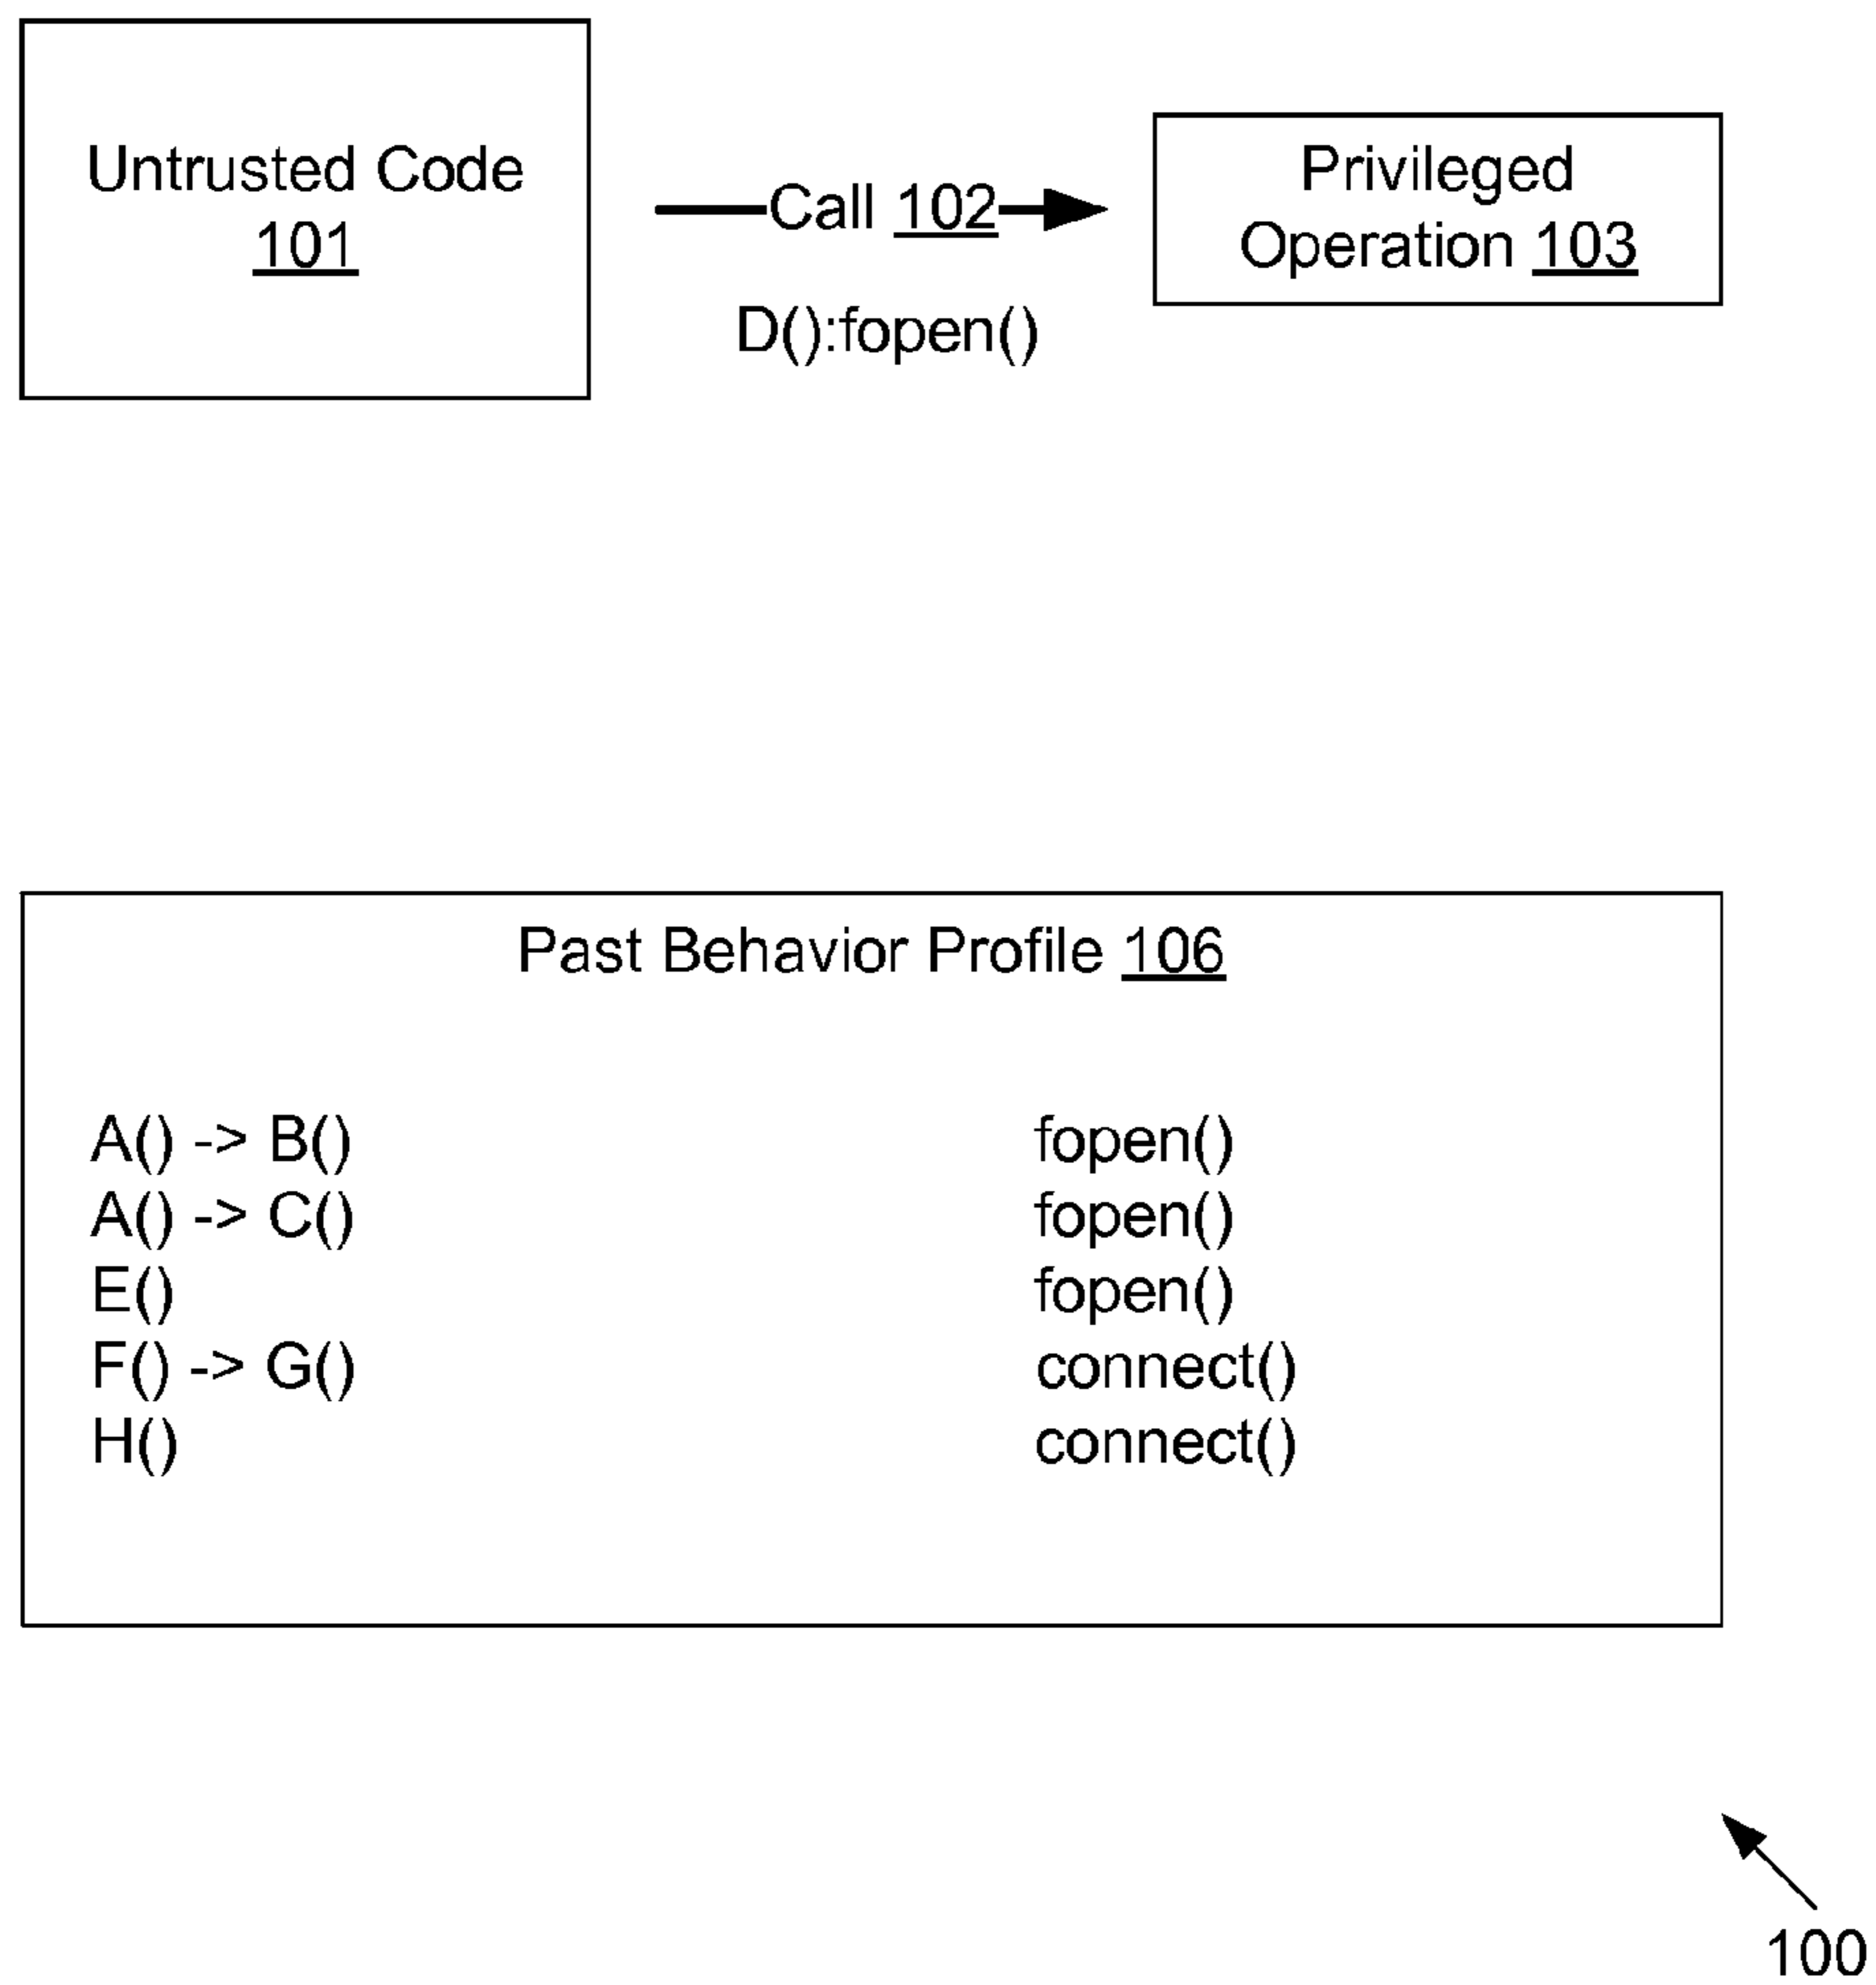 Untrusted Code
101
Call 102
D():fopen()
Privileged
Operation 103
Past Behavior Profile 106
A() -> B() fopen()
A() -> C() fopen()
E() fopen()
F() -> G() connect()
H() connect()
100